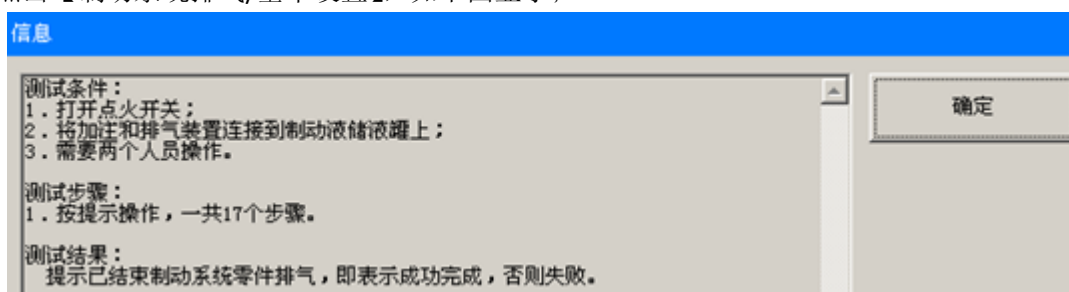 信息
测试条件：
1．打开点火开关；
2．将加注和排气装置连接到制动液储液罐上；
3．需要两个人员操作。
测试步骤：
1．按提示操作，一共17个步骤。
测试结果：
提示已结束制动系统零件排气，即表示成功完成，否则失败。
确定